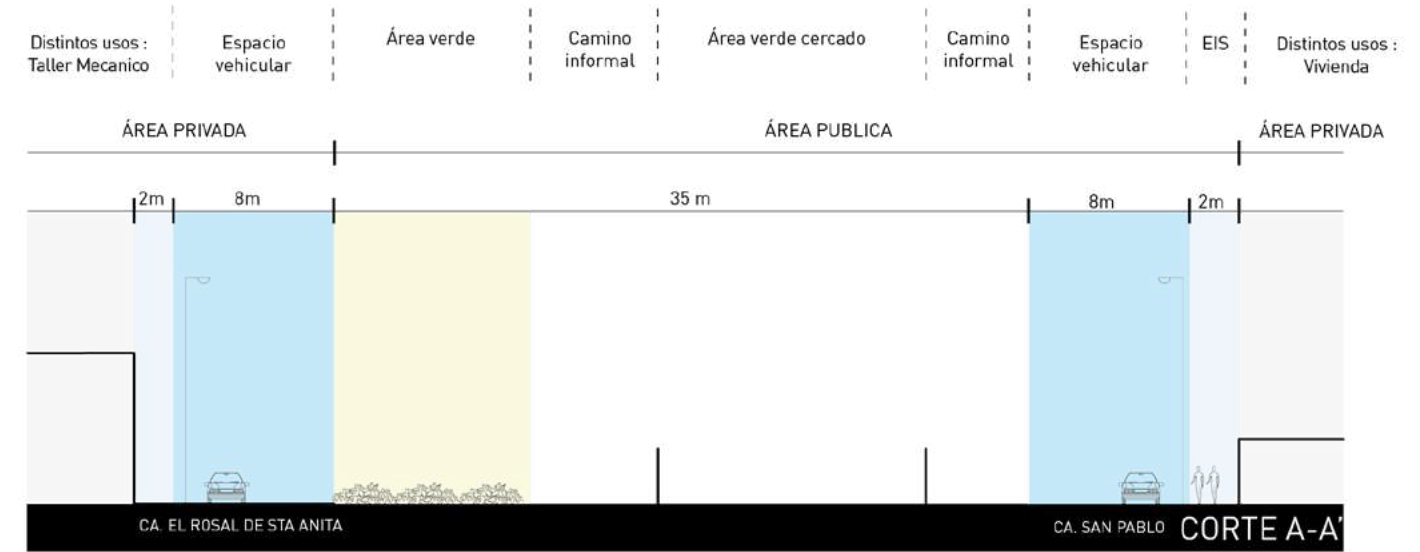 Distintos usos :
Taller Mecanico
Espacio
vehicular
Área verde
Camino
informal
Área verde cercado
Camino
informal
Espacio
vehicular
EIS
Distintos usos :
Vivienda
ÁREA PRIVADA
ÁREA PUBLICA
ÁREA PRIVADA
2m
8m
35 m
8m
2m
CA. EL ROSAL DE STA ANITA
CA. SAN PABLO
CORTE A-A'